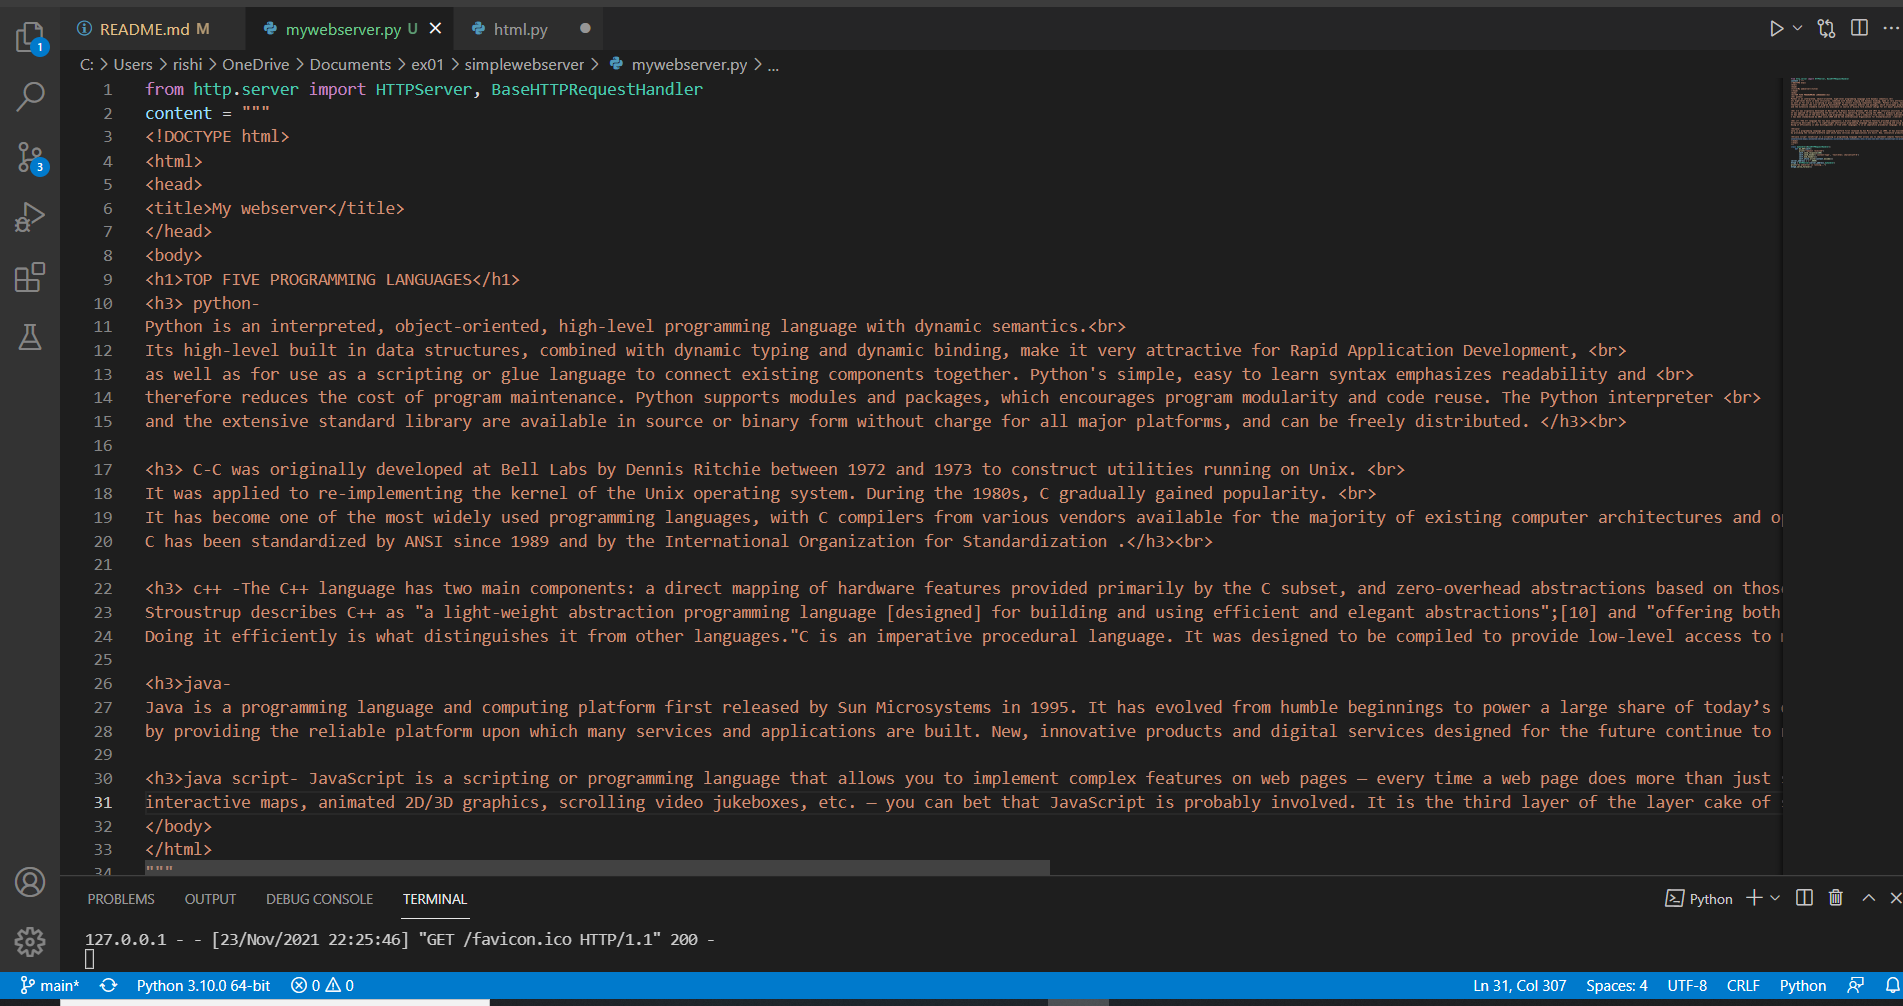 README.md M
mywebserver.py U
html.py
C: > Users > rishi > OneDrive > Documents > ex01 > simplewebserver > mywebserver.py > ...
1
3
1 from http.server import HTTPServer, BaseHTTPRequestHandler
2 content = """
3 <!DOCTYPE html>
4 <html>
5 <head>
6 <title>My webserver</title>
7 </head>
8 <body>
9 <h1>TOP FIVE PROGRAMMING LANGUAGES</h1>
10 <h3> python-
11 Python is an interpreted, object-oriented, high-level programming language with dynamic semantics.<br>
12 Its high-level built in data structures, combined with dynamic typing and dynamic binding, make it very attractive for Rapid Application Development, <br>
13 as well as for use as a scripting or glue language to connect existing components together. Python's simple, easy to learn syntax emphasizes readability and <br>
14 therefore reduces the cost of program maintenance. Python supports modules and packages, which encourages program modularity and code reuse. The Python interpreter <br>
15 and the extensive standard library are available in source or binary form without charge for all major platforms, and can be freely distributed. </h3><br>
16
17 <h3> C-C was originally developed at Bell Labs by Dennis Ritchie between 1972 and 1973 to construct utilities running on Unix. <br>
18 It was applied to re-implementing the kernel of the Unix operating system. During the 1980s, C gradually gained popularity. <br>
19 It has become one of the most widely used programming languages, with C compilers from various vendors available for the majority of existing computer architectures and
20 C has been standardized by ANSI since 1989 and by the International Organization for Standardization .</h3><br>
21
22 <h3> c++ -The C++ language has two main components: a direct mapping of hardware features provided primarily by the C subset, and zero-overhead abstractions based on
23 Stroustrup describes C++ as "a light-weight abstraction programming language [designed] for building and using efficient and elegant abstractions";[10] and "offering both
24 Doing it efficiently is what distinguishes it from other languages."C is an imperative procedural language. It was designed to be compiled to provide low-level access to
25
26 <h3>java-
27 Java is a programming language and computing platform first released by Sun Microsystems in 1995. It has evolved from humble beginnings to power a large share of today’s
28 by providing the reliable platform upon which many services and applications are built. New, innovative products and digital services designed for the future continue to
29
30 <h3>java script- JavaScript is a scripting or programming language that allows you to implement complex features on web pages — every time a web page does more than just
31 interactive maps, animated 2D/3D graphics, scrolling video jukeboxes, etc. — you can bet that JavaScript is probably involved. It is the third layer of the layer cake of
32 </body>
33 </html>
34 """
PROBLEMS OUTPUT DEBUG CONSOLE TERMINAL
Python
127.0.0.1 - - [23/Nov/2021 22:25:46] "GET /favicon.ico HTTP/1.1" 200 -
main* Python 3.10.0 64-bit 0 0 Ln 31, Col 307 Spaces: 4 UTF-8 CRLF Python